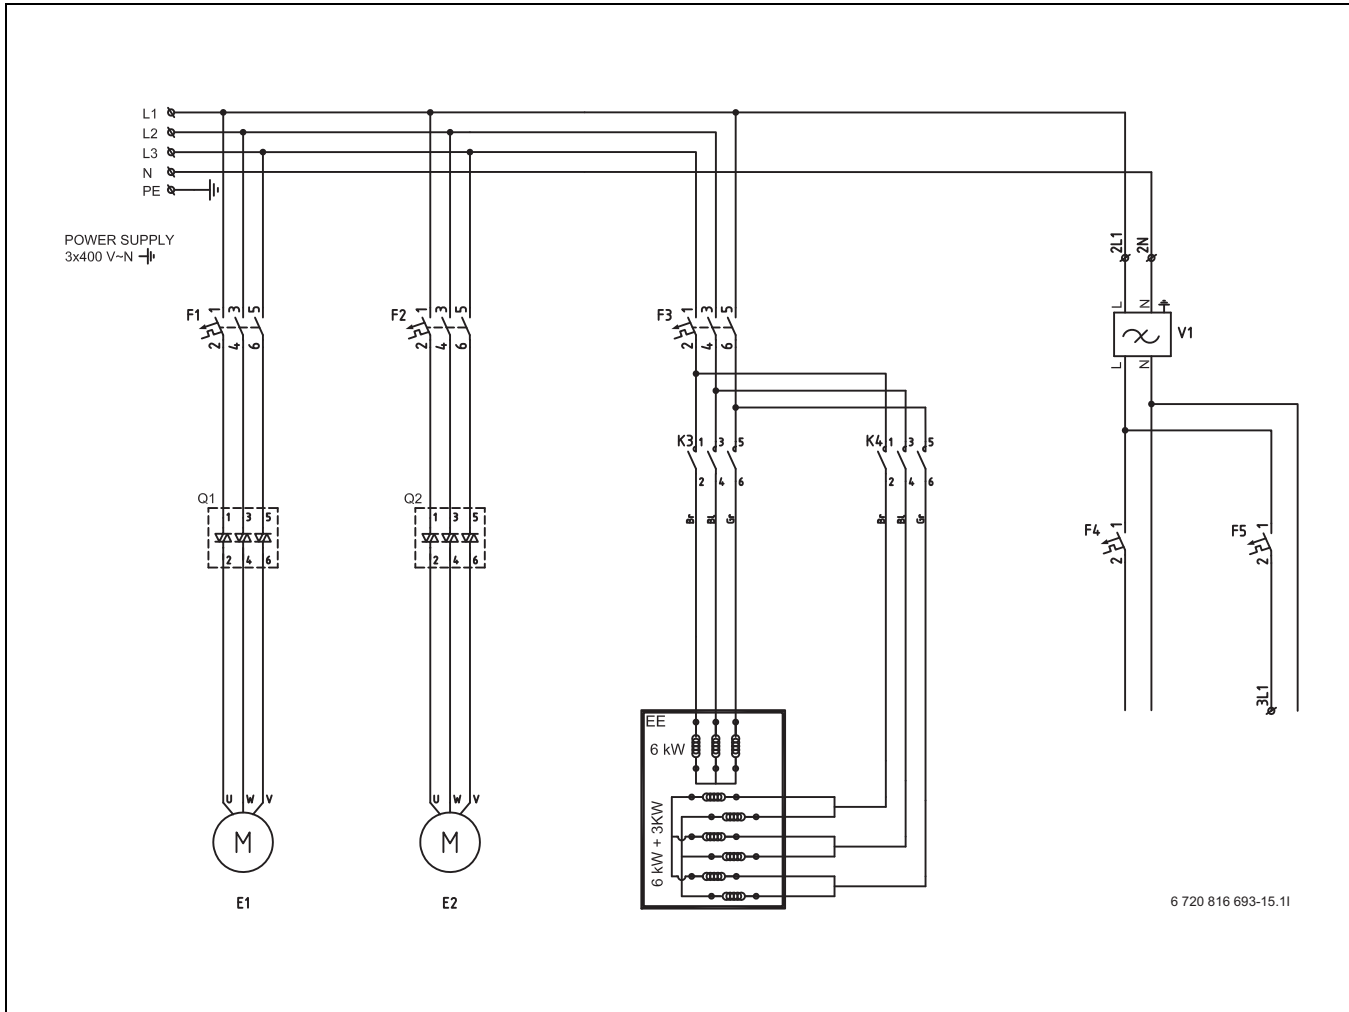 L1
L2
L3
N
PE
POWER SUPPLY
3x400 V~N
2L1 2N
F1 1 3 5
2 4 6
F2 1 3 5
2 4 6
F3 1 3 5
2 4 6
L N
V1
L N
K3 1 3 5
2 4 6
K4 1 3 5
2 4 6
Q1
1 3 5
2 4 6
Q2
1 3 5
2 4 6
Br Bl Gr
Br Bl Gr
F4 1
2
F5 1
2
3L1
EE
6 kW
6 kW + 3KW
U W V
M
E1
U W V
M
E2
6 720 816 693-15.1I